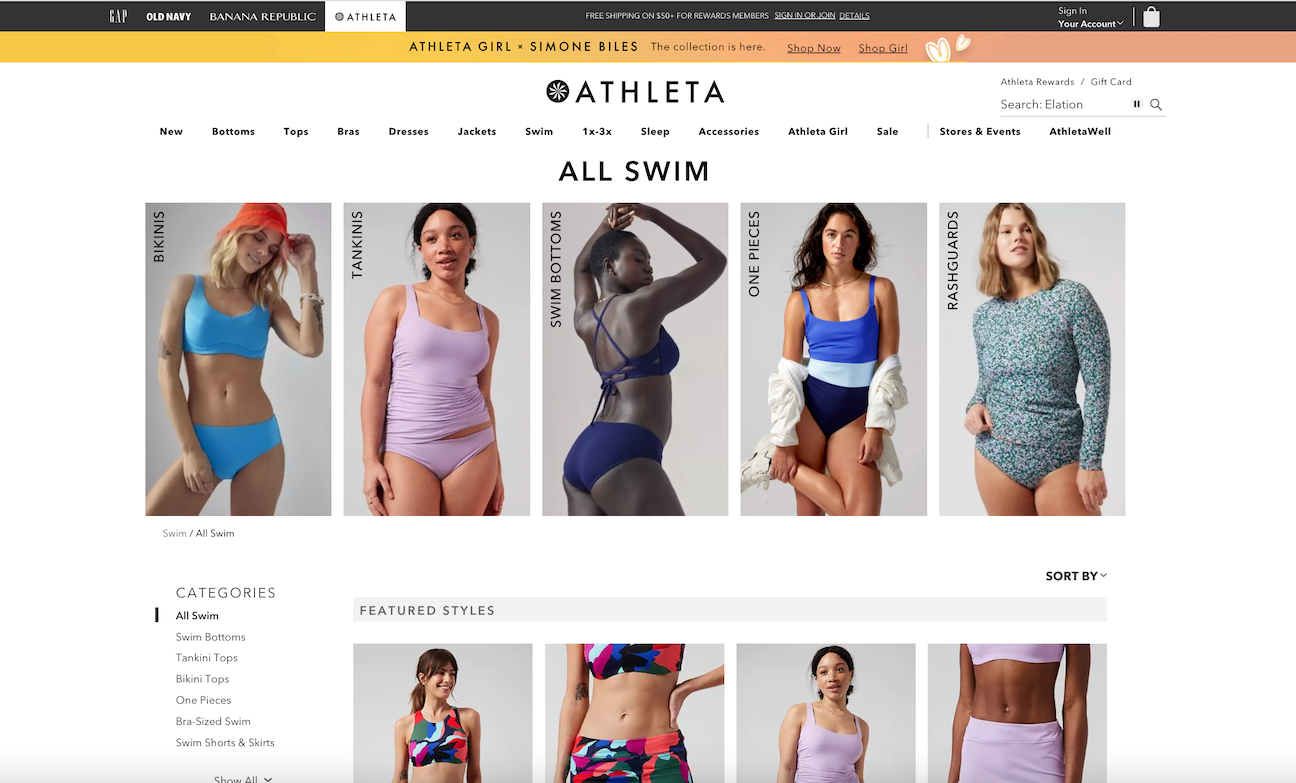 GAP OLD NAVY BANANA REPUBLIC ATHLETA FREE SHIPPING ON $50+ FOR REWARDS MEMBERS SIGN IN OR JOIN DETAILS Sign In
Your Account
ATHLETA GIRL × SIMONE BILES The collection is here. Shop Now Shop Girl
Athleta Rewards / Gift Card
ATHLETA
Search: Elation
New Bottoms Tops Bras Dresses Jackets Swim 1x-3x Sleep Accessories Athleta Girl Sale Stores & Events AthletaWell
ALL SWIM
BIKINIS
TANKINIS
SWIM BOTTOMS
ONE PIECES
RASHGUARDS
Swim / All Swim
SORT BY
CATEGORIES
All Swim
Swim Bottoms
Tankini Tops
Bikini Tops
One Pieces
Bra-Sized Swim
Swim Shorts & Skirts
Show All
FEATURED STYLES